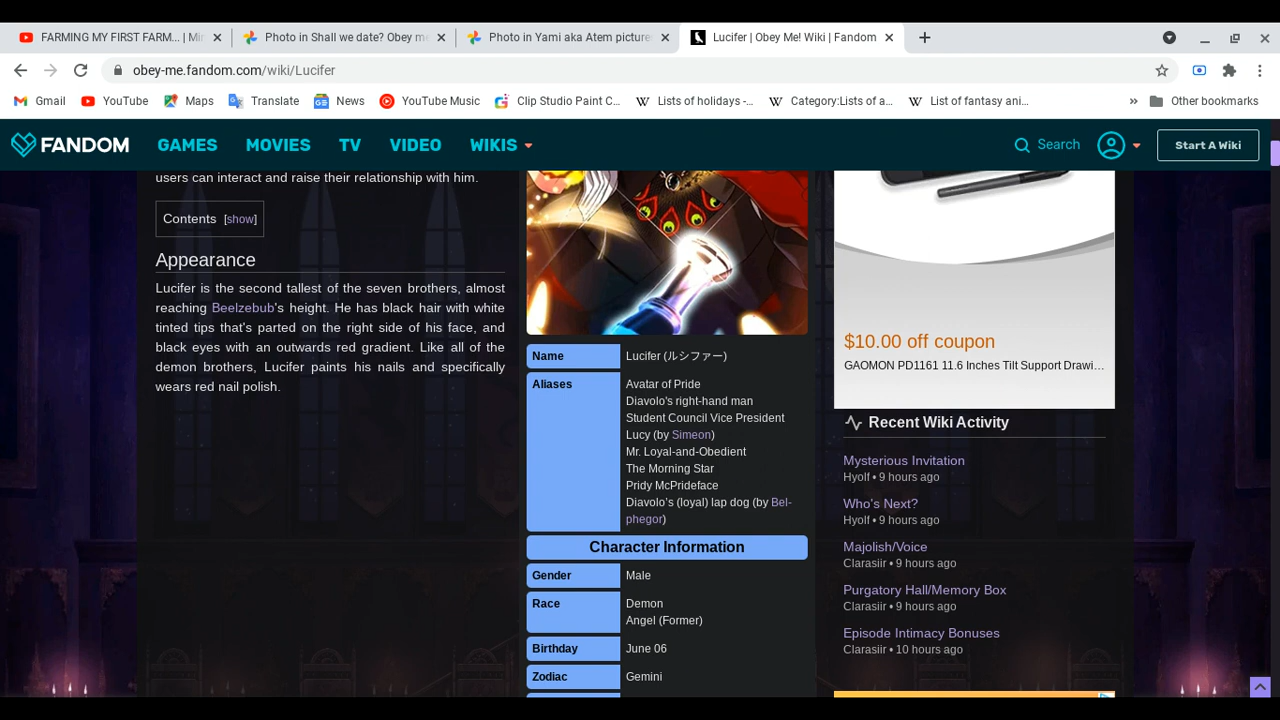 FARMING MY FIRST FARM... | Mi
Photo in Shall we date? Obey me
Photo in Yami aka Atem picture
Lucifer | Obey Me! Wiki | Fandom
obey-me.fandom.com/wiki/Lucifer
Gmail
YouTube
Maps
Translate
News
YouTube Music
Clip Studio Paint C...
Lists of holidays -...
Category:Lists of a...
List of fantasy ani...
Other bookmarks
FANDOM
GAMES
MOVIES
TV
VIDEO
WIKIS
Search
Start A Wiki
users can interact and raise their relationship with him.
Contents [show]
Appearance
Lucifer is the second tallest of the seven brothers, almost
reaching Beelzebub's height. He has black hair with white
tinted tips that's parted on the right side of his face, and
black eyes with an outwards red gradient. Like all of the
demon brothers, Lucifer paints his nails and specifically
wears red nail polish.
Name Lucifer (ルシファー)
Aliases Avatar of Pride
Diavolo's right-hand man
Student Council Vice President
Lucy (by Simeon)
Mr. Loyal-and-Obedient
The Morning Star
Pridy McPrideface
Diavolo's (loyal) lap dog (by Bel-
phegor)
Character Information
Gender Male
Race Demon
Angel (Former)
Birthday June 06
Zodiac Gemini
$10.00 off coupon
GAOMON PD1161 11.6 Inches Tilt Support Drawi...
Recent Wiki Activity
Mysterious Invitation
Hyolf • 9 hours ago
Who's Next?
Hyolf • 9 hours ago
Majolish/Voice
Clarasiir • 9 hours ago
Purgatory Hall/Memory Box
Clarasiir • 9 hours ago
Episode Intimacy Bonuses
Clarasiir • 10 hours ago